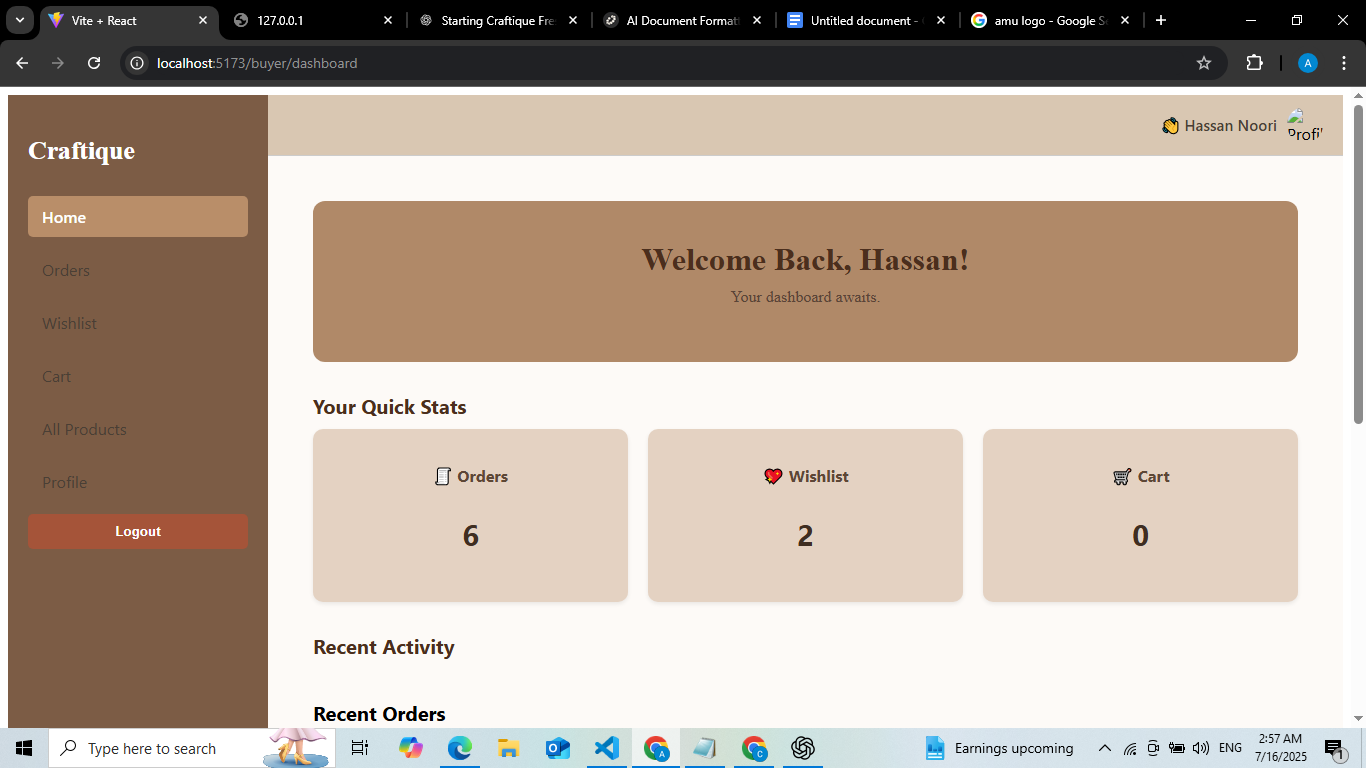 Vite + React
127.0.0.1
Starting Craftique Fre
AI Document Format
Untitled document -
amu logo - Google Se
localhost:5173/buyer/dashboard
A
Craftique
👏 Hassan Noori
Profil
Home
Orders
Wishlist
Cart
All Products
Profile
Logout
Welcome Back, Hassan!
Your dashboard awaits.
Your Quick Stats
🧾 Orders
💖 Wishlist
🛒 Cart
6
2
0
Recent Activity
Recent Orders
Type here to search
A
C
Earnings upcoming
ENG
2:57 AM
7/16/2025
1